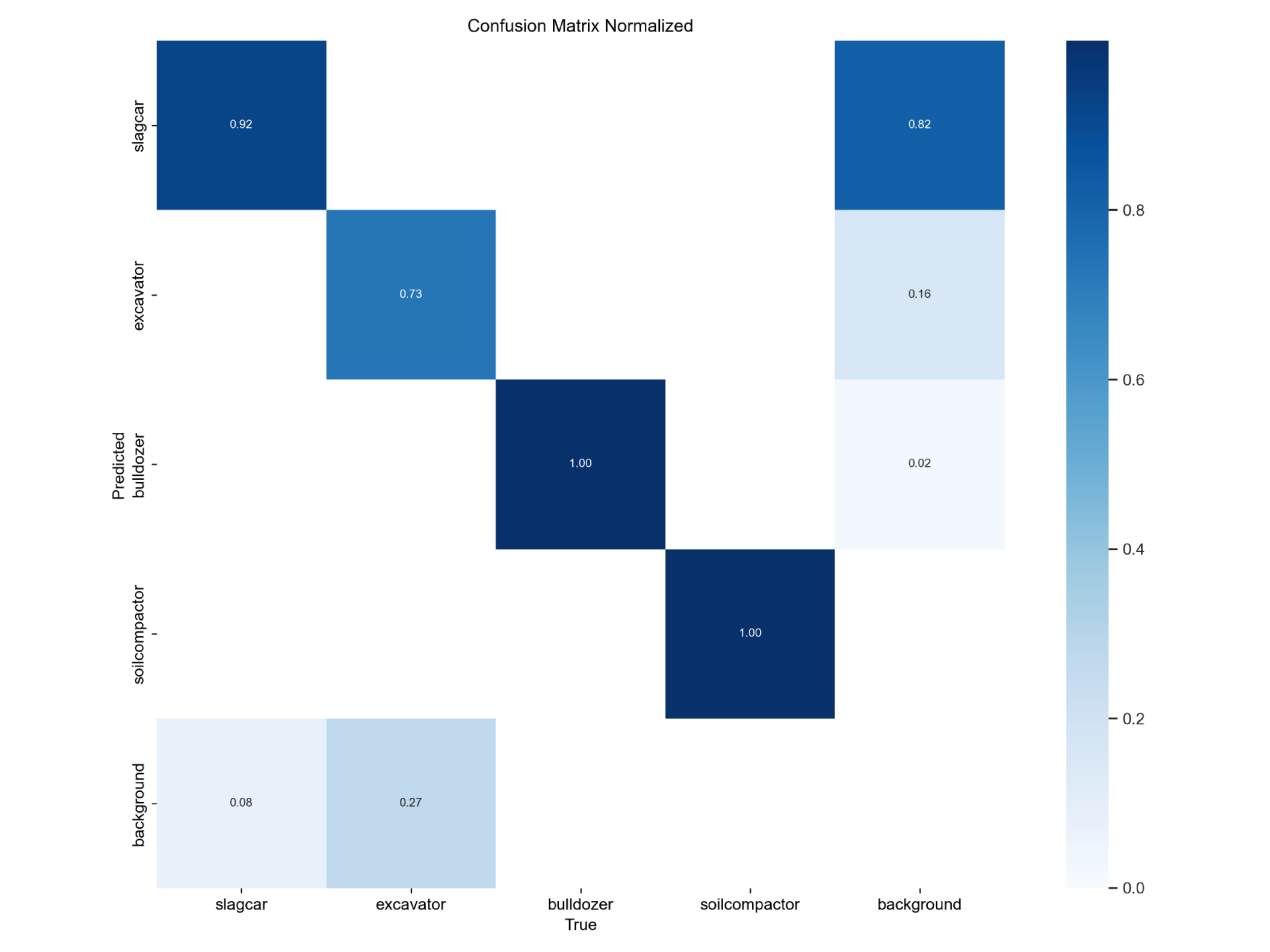 Confusion Matrix Normalized
slagcar
0.92
0.82
0.8
excavator
0.73
0.16
0.6
Predicted
bulldozer
1.00
0.02
0.4
soilcompactor
1.00
0.2
background
0.08
0.27
0.0
slagcar
excavator
bulldozer
soilcompactor
background
True